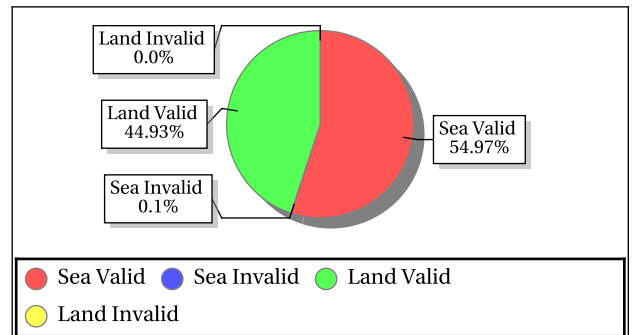 Land Invalid
0.0%
Land Valid
44.93%
Sea Valid
54.97%
Sea Invalid
0.1%
Sea Valid Sea Invalid Land Valid
Land Invalid